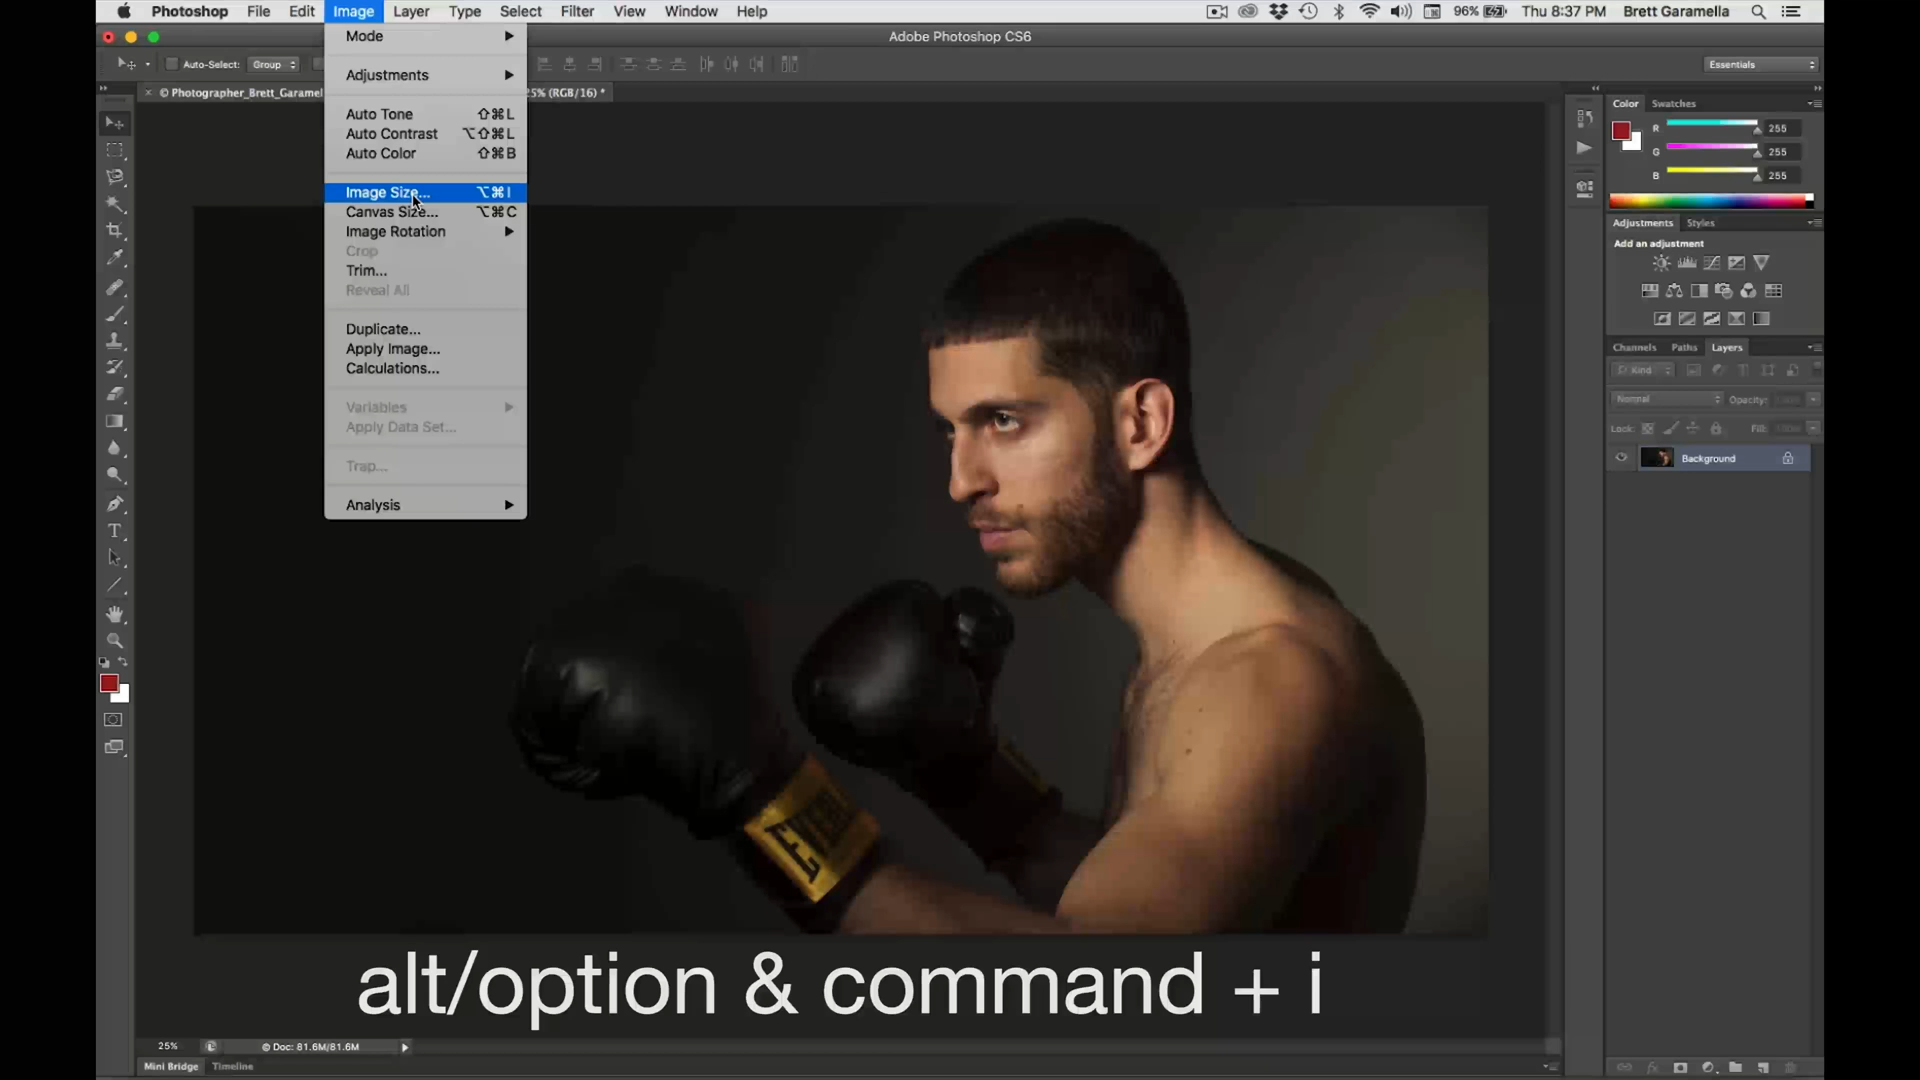 Photoshop File Edit Image Layer Type Select Filter View Window Help 96% Thu 8:37 PM Brett Garamella
Adobe Photoshop CS6
Auto-Select: Group Essentials
© Photographer_Brett_Garamel 25% (RGB/16) *
Mode
Adjustments
Auto Tone ⇧⌘L
Auto Contrast ⌥⇧⌘L
Auto Color ⇧⌘B
Image Size... ⌥⌘I
Canvas Size... ⌥⌘C
Image Rotation
Crop
Trim...
Reveal All
Duplicate...
Apply Image...
Calculations...
Variables
Apply Data Set...
Trap...
Analysis
Color Swatches
R 255
G 255
B 255
Adjustments Styles
Add an adjustment
Channels Paths Layers
Kind
Normal Opacity:
Lock: Fill:
Background
T
alt/option & command + i
25% Doc: 81.6M/81.6M
Mini Bridge Timeline